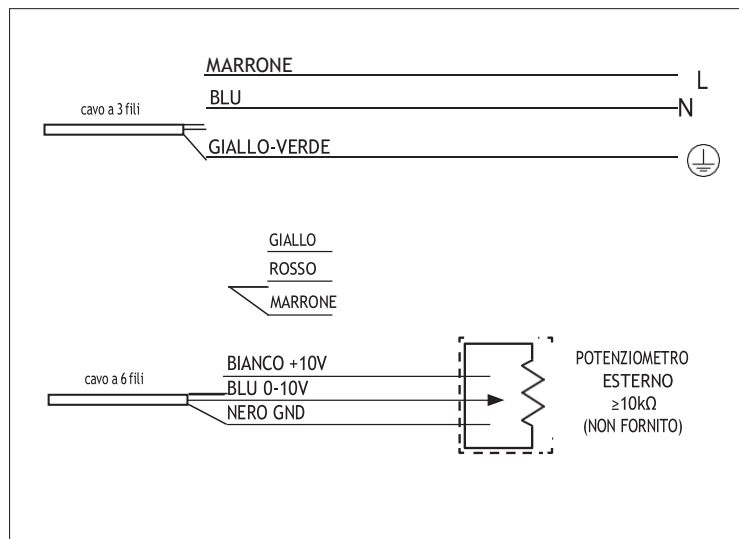 MARRONE
L
BLU
N
cavo a 3 fili
GIALLO-VERDE
GIALLO
ROSSO
MARRONE
BIANCO +10V
POTENZIOMETRO
cavo a 6 fili
BLU 0-10V
ESTERNO
NERO GND
≥10kΩ
(NON FORNITO)